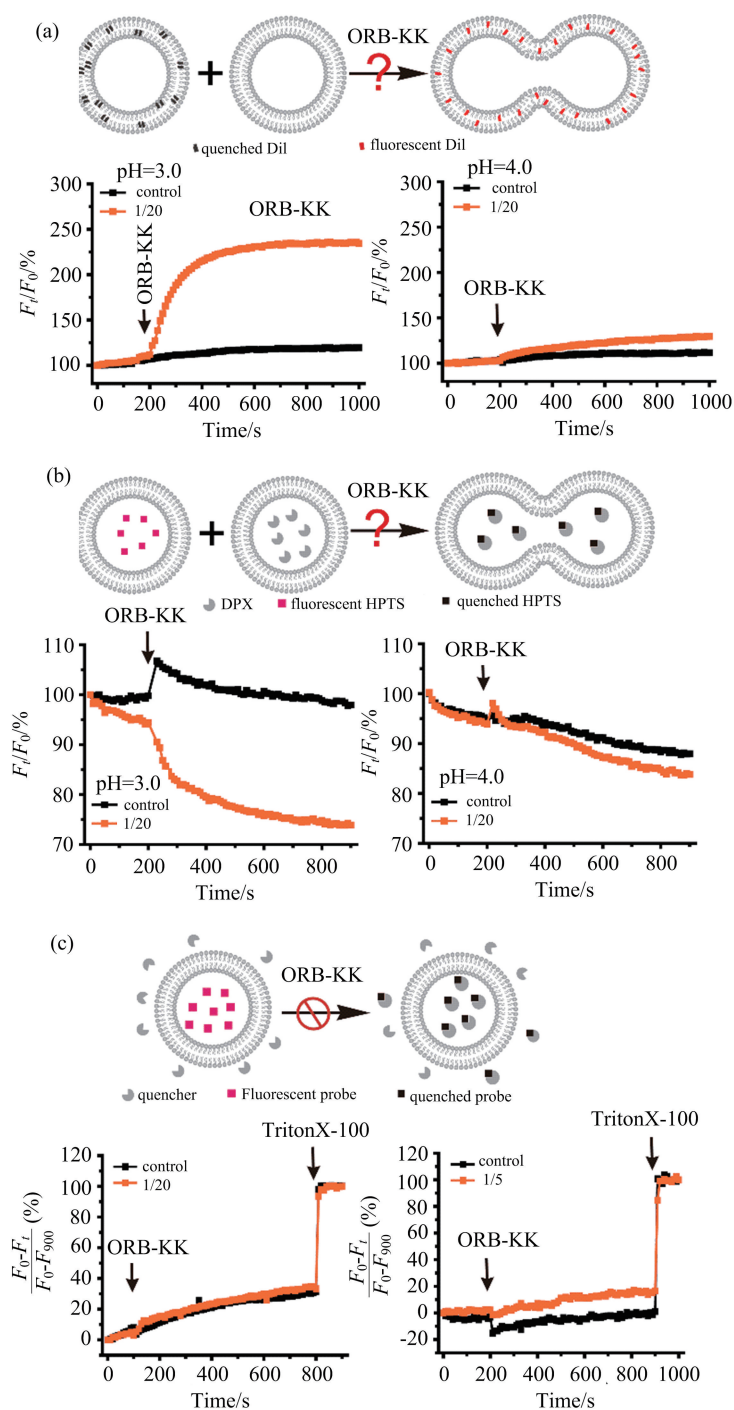 (a)
ORB-KK
?
quenched Dil
fluorescent Dil
pH=3.0
control
1/20
ORB-KK
ORB-KK
Ft/F0/%
300
250
200
150
100
0 200 400 600 800 1000
Time/s
pH=4.0
control
1/20
ORB-KK
Ft/F0/%
300
250
200
150
100
0 200 400 600 800 1000
Time/s
(b)
ORB-KK
?
DPX
fluorescent HPTS
quenched HPTS
ORB-KK
Ft/F0/%
110
100
90
80
70
pH=3.0
control
1/20
0 200 400 600 800
Time/s
ORB-KK
Ft/F0/%
110
100
90
80
70
pH=4.0
control
1/20
0 200 400 600 800
Time/s
(c)
ORB-KK
quencher
Fluorescent probe
quenched probe
TritonX-100
control
1/20
ORB-KK
F0-Ft
F0-F900
(%)
120
100
80
60
40
20
0
0 200 400 600 800
Time/s
TritonX-100
control
1/5
ORB-KK
F0-Ft
F0-F900
(%)
120
100
80
60
40
20
0
-20
0 200 400 600 800 1000
Time/s